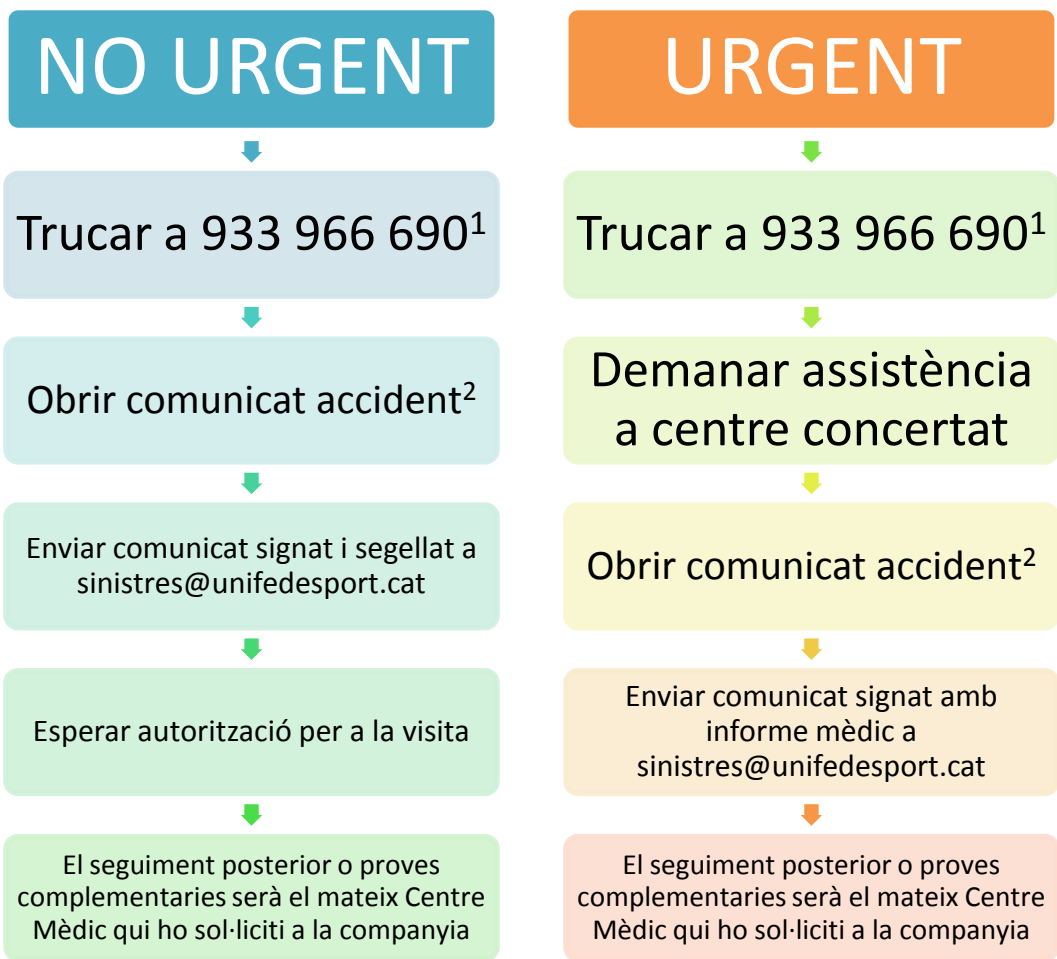 NO URGENT
Trucar a 933 966 690¹
Obrir comunicat accident²
Enviar comunicat signat i segellat a
sinistres@unifedesport.cat
Esperar autorització per a la visita
El seguiment posterior o proves
complementaries serà el mateix Centre
Mèdic qui ho sol·liciti a la companyia
URGENT
Trucar a 933 966 690¹
Demanar assistència
a centre concertat
Obrir comunicat accident²
Enviar comunicat signat amb
informe mèdic a
sinistres@unifedesport.cat
El seguiment posterior o proves
complementaries serà el mateix Centre
Mèdic qui ho sol·liciti a la companyia